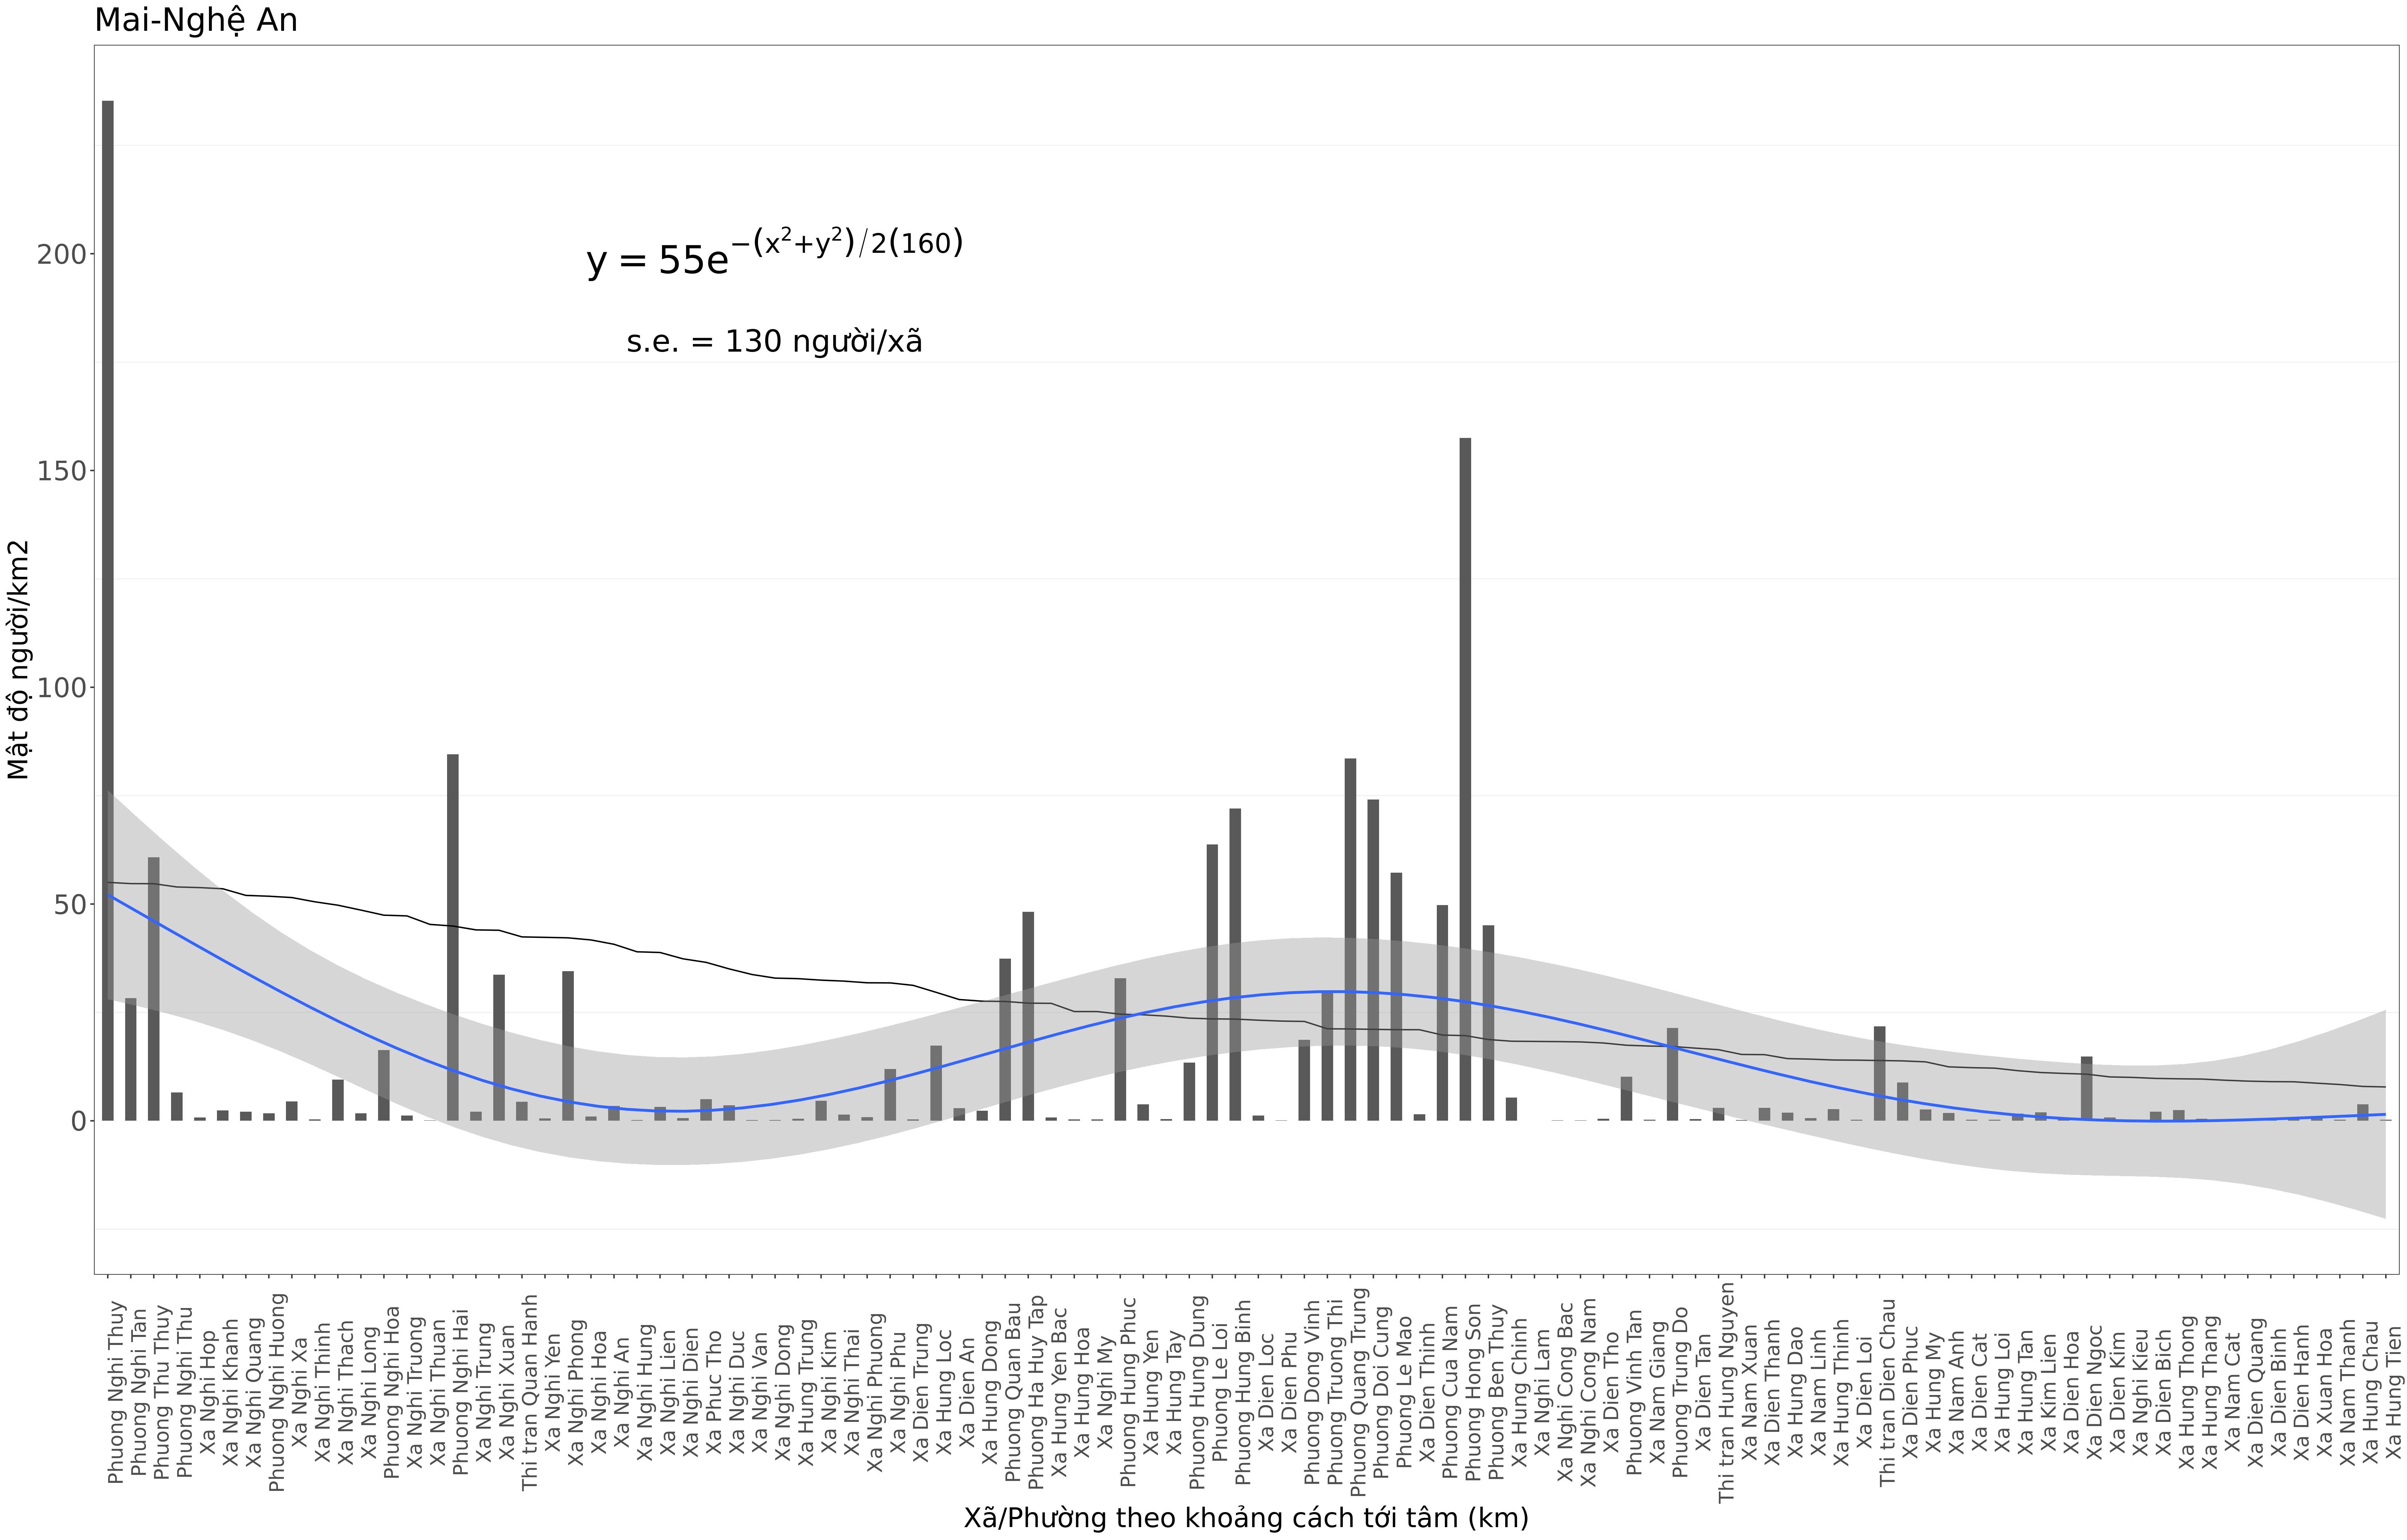 Mai-Nghệ An
y = 55e^−(x²+y²)/2(160)
s.e. = 130 người/xã
Mật độ người/km2
200
150
100
50
0
Phuong Nghi Thuy
Phuong Nghi Tan
Phuong Thu Thuy
Phuong Nghi Thu
Xa Nghi Hop
Xa Nghi Khanh
Xa Nghi Quang
Phuong Nghi Huong
Xa Nghi Xa
Xa Nghi Thinh
Xa Nghi Thach
Xa Nghi Long
Phuong Nghi Hoa
Xa Nghi Truong
Xa Nghi Thuan
Phuong Nghi Hai
Xa Nghi Trung
Xa Nghi Xuan
Thi tran Quan Hanh
Xa Nghi Yen
Xa Nghi Phong
Xa Nghi Hoa
Xa Nghi An
Xa Nghi Hung
Xa Nghi Lien
Xa Nghi Dien
Xa Phuc Tho
Xa Nghi Duc
Xa Nghi Van
Xa Nghi Dong
Xa Hung Trung
Xa Nghi Kim
Xa Nghi Thai
Xa Nghi Phuong
Xa Nghi Phu
Xa Dien Trung
Xa Hung Loc
Xa Dien An
Xa Hung Dong
Phuong Quan Bau
Phuong Ha Huy Tap
Xa Hung Yen Bac
Xa Hung Hoa
Xa Nghi My
Phuong Hung Phuc
Xa Hung Yen
Xa Hung Tay
Phuong Hung Dung
Phuong Le Loi
Phuong Hung Binh
Xa Dien Loc
Xa Dien Phu
Phuong Dong Vinh
Phuong Truong Thi
Phuong Quang Trung
Phuong Doi Cung
Phuong Le Mao
Xa Dien Thinh
Phuong Cua Nam
Phuong Hong Son
Phuong Ben Thuy
Xa Hung Chinh
Xa Nghi Lam
Xa Nghi Cong Bac
Xa Nghi Cong Nam
Xa Dien Tho
Phuong Vinh Tan
Xa Nam Giang
Phuong Trung Do
Xa Dien Tan
Thi tran Hung Nguyen
Xa Nam Xuan
Xa Dien Thanh
Xa Hung Dao
Xa Nam Linh
Xa Hung Thinh
Xa Dien Loi
Thi tran Dien Chau
Xa Dien Phuc
Xa Hung My
Xa Nam Anh
Xa Dien Cat
Xa Hung Loi
Xa Hung Tan
Xa Kim Lien
Xa Dien Hoa
Xa Dien Ngoc
Xa Dien Kim
Xa Nghi Kieu
Xa Dien Bich
Xa Hung Thong
Xa Hung Thang
Xa Nam Cat
Xa Dien Quang
Xa Dien Binh
Xa Dien Hanh
Xa Xuan Hoa
Xa Nam Thanh
Xa Hung Chau
Xa Hung Tien
Xã/Phường theo khoảng cách tới tâm (km)